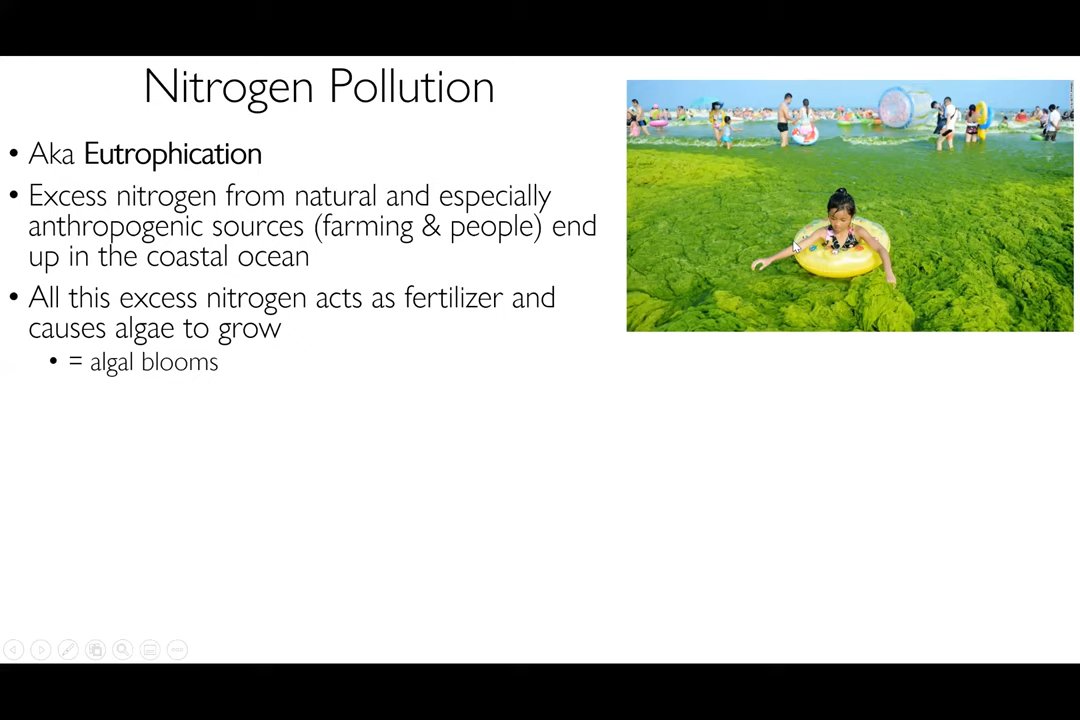 Nitrogen Pollution
• Aka Eutrophication
• Excess nitrogen from natural and especially
anthropogenic sources (farming & people) end
up in the coastal ocean
• All this excess nitrogen acts as fertilizer and
causes algae to grow
• = algal blooms